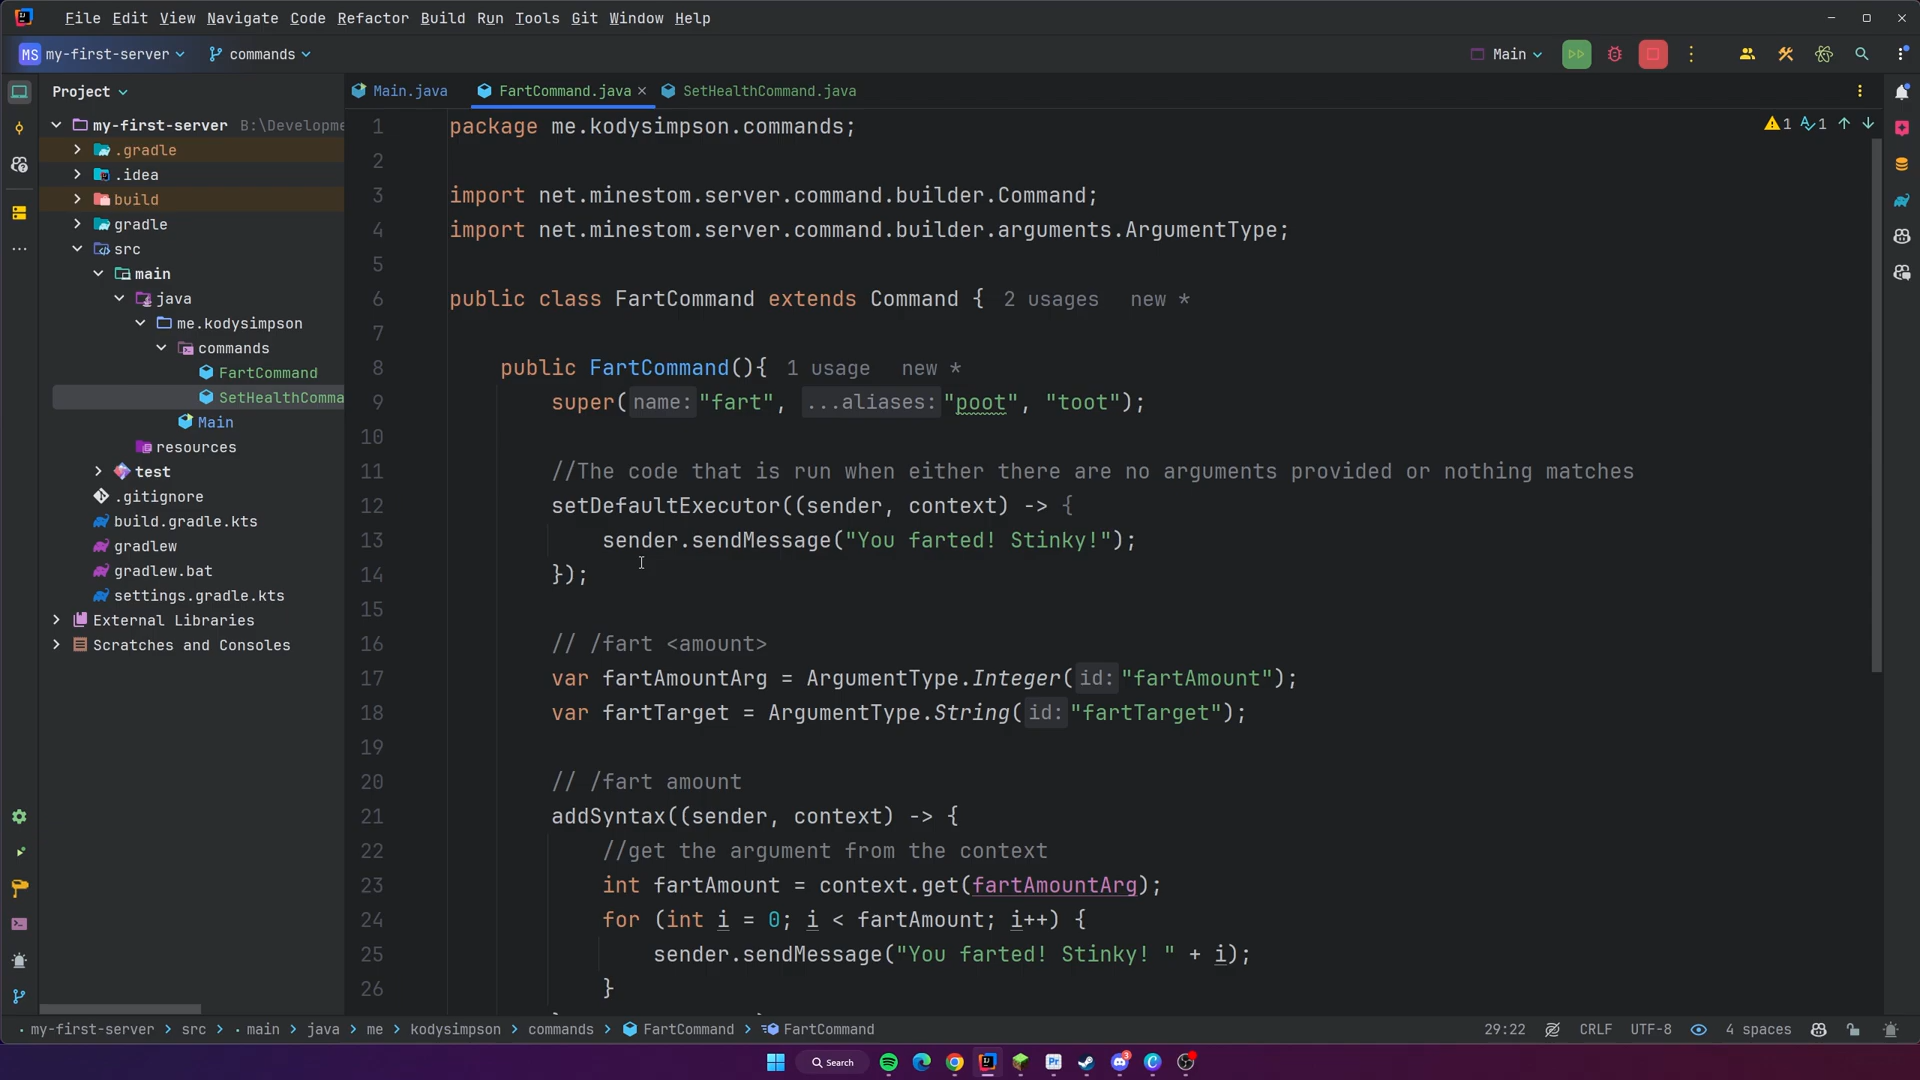 File Edit View Navigate Code Refactor Build Run Tools Git Window Help
MS my-first-server commands Main
Project
Main.java FartCommand.java SetHealthCommand.java
my-first-server B:\Developme
.gradle
.idea
build
gradle
src
main
java
me.kodysimpson
commands
FartCommand
SetHealthComma
Main
resources
test
.gitignore
build.gradle.kts
gradlew
gradlew.bat
settings.gradle.kts
External Libraries
Scratches and Consoles
1 package me.kodysimpson.commands; 1 1
2
3 import net.minestom.server.command.builder.Command;
4 import net.minestom.server.command.builder.arguments.ArgumentType;
5
6 public class FartCommand extends Command { 2 usages new *
7
8 public FartCommand(){ 1 usage new *
9 super(name: "fart", ...aliases: "poot", "toot");
10
11 //The code that is run when either there are no arguments provided or nothing matches
12 setDefaultExecutor((sender, context) -> {
13 sender.sendMessage("You farted! Stinky!");
14 });
15
16 // /fart <amount>
17 var fartAmountArg = ArgumentType.Integer(id: "fartAmount");
18 var fartTarget = ArgumentType.String(id: "fartTarget");
19
20 // /fart amount
21 addSyntax((sender, context) -> {
22 //get the argument from the context
23 int fartAmount = context.get(fartAmountArg);
24 for (int i = 0; i < fartAmount; i++) {
25 sender.sendMessage("You farted! Stinky! " + i);
26 }
my-first-server > src > main > java > me > kodysimpson > commands > FartCommand > FartCommand 29:22 CRLF UTF-8 4 spaces
Search Pr 3